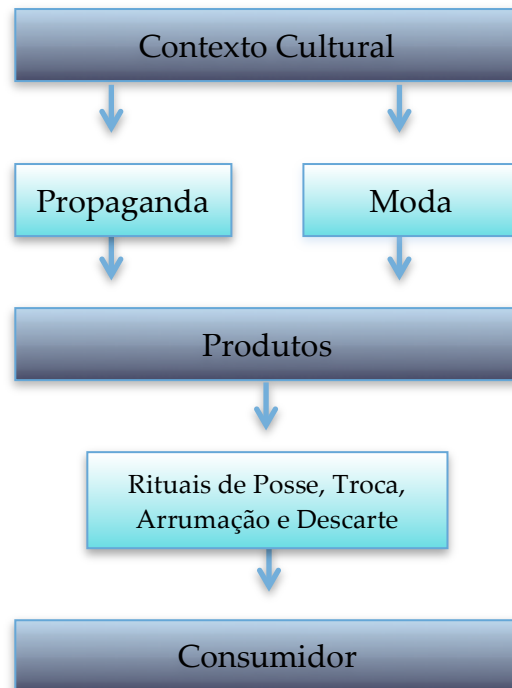 Contexto Cultural
Propaganda
Moda
Produtos
Rituais de Posse, Troca,
Arrumação e Descarte
Consumidor